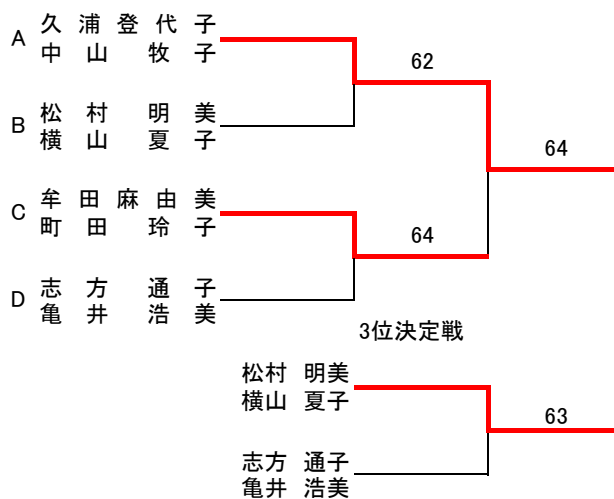 A 久浦登代子
中山牧子
62
B 松村明美
横山夏子
64
C 牟田麻由美
町田玲子
64
D 志方通子
亀井浩美
3位決定戦
松村 明美
横山 夏子
63
志方 通子
亀井 浩美